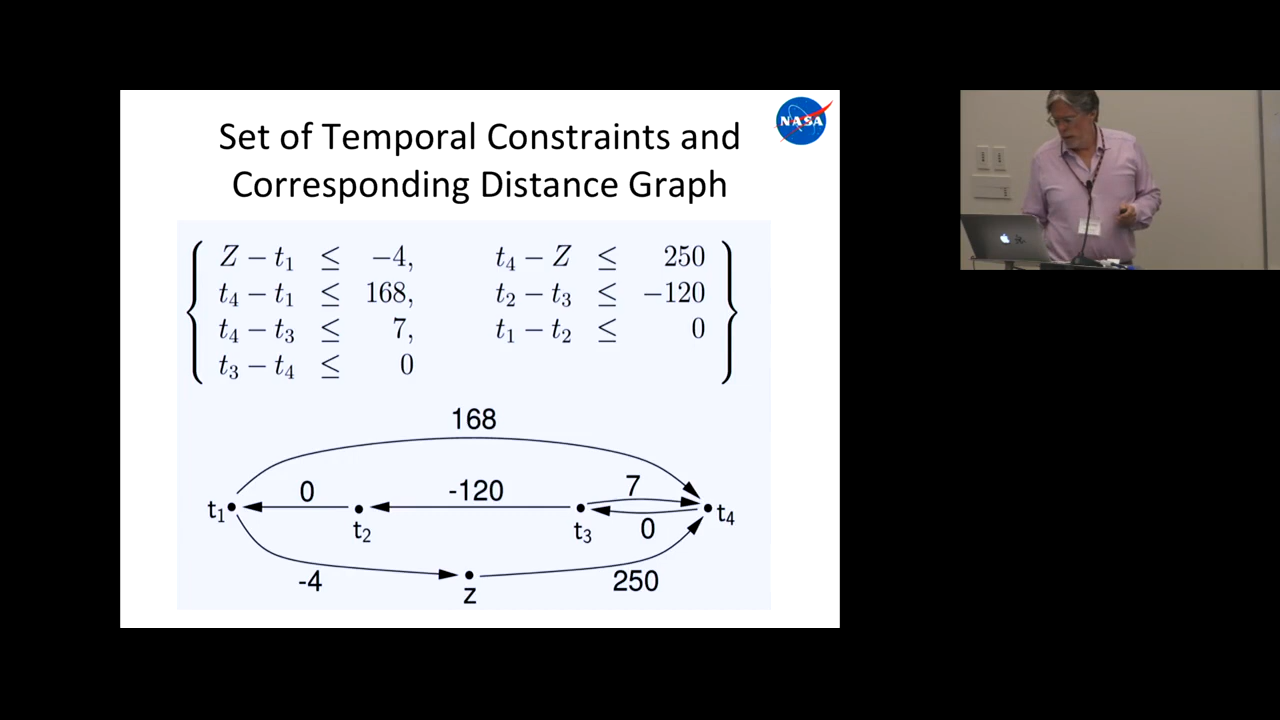 Set of Temporal Constraints and
Corresponding Distance Graph
NASA
Z − t₁ ≤ −4, t₄ − Z ≤ 250
t₄ − t₁ ≤ 168, t₂ − t₃ ≤ −120
t₄ − t₃ ≤ 7, t₁ − t₂ ≤ 0
t₃ − t₄ ≤ 0
168
0 -120 7
t₁ t₂ t₃ 0 t₄
-4 z 250